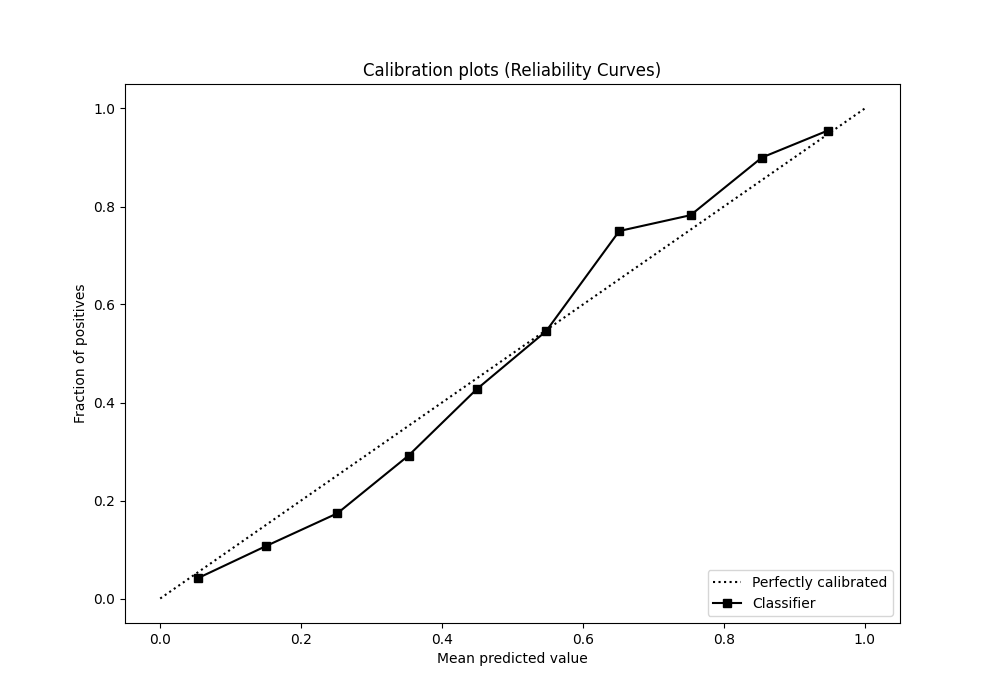 Calibration plots (Reliability Curves)
1.0
0.8
0.6
0.4
0.2
0.0
Fraction of positives
Perfectly calibrated
Classifier
0.0 0.2 0.4 0.6 0.8 1.0
Mean predicted value